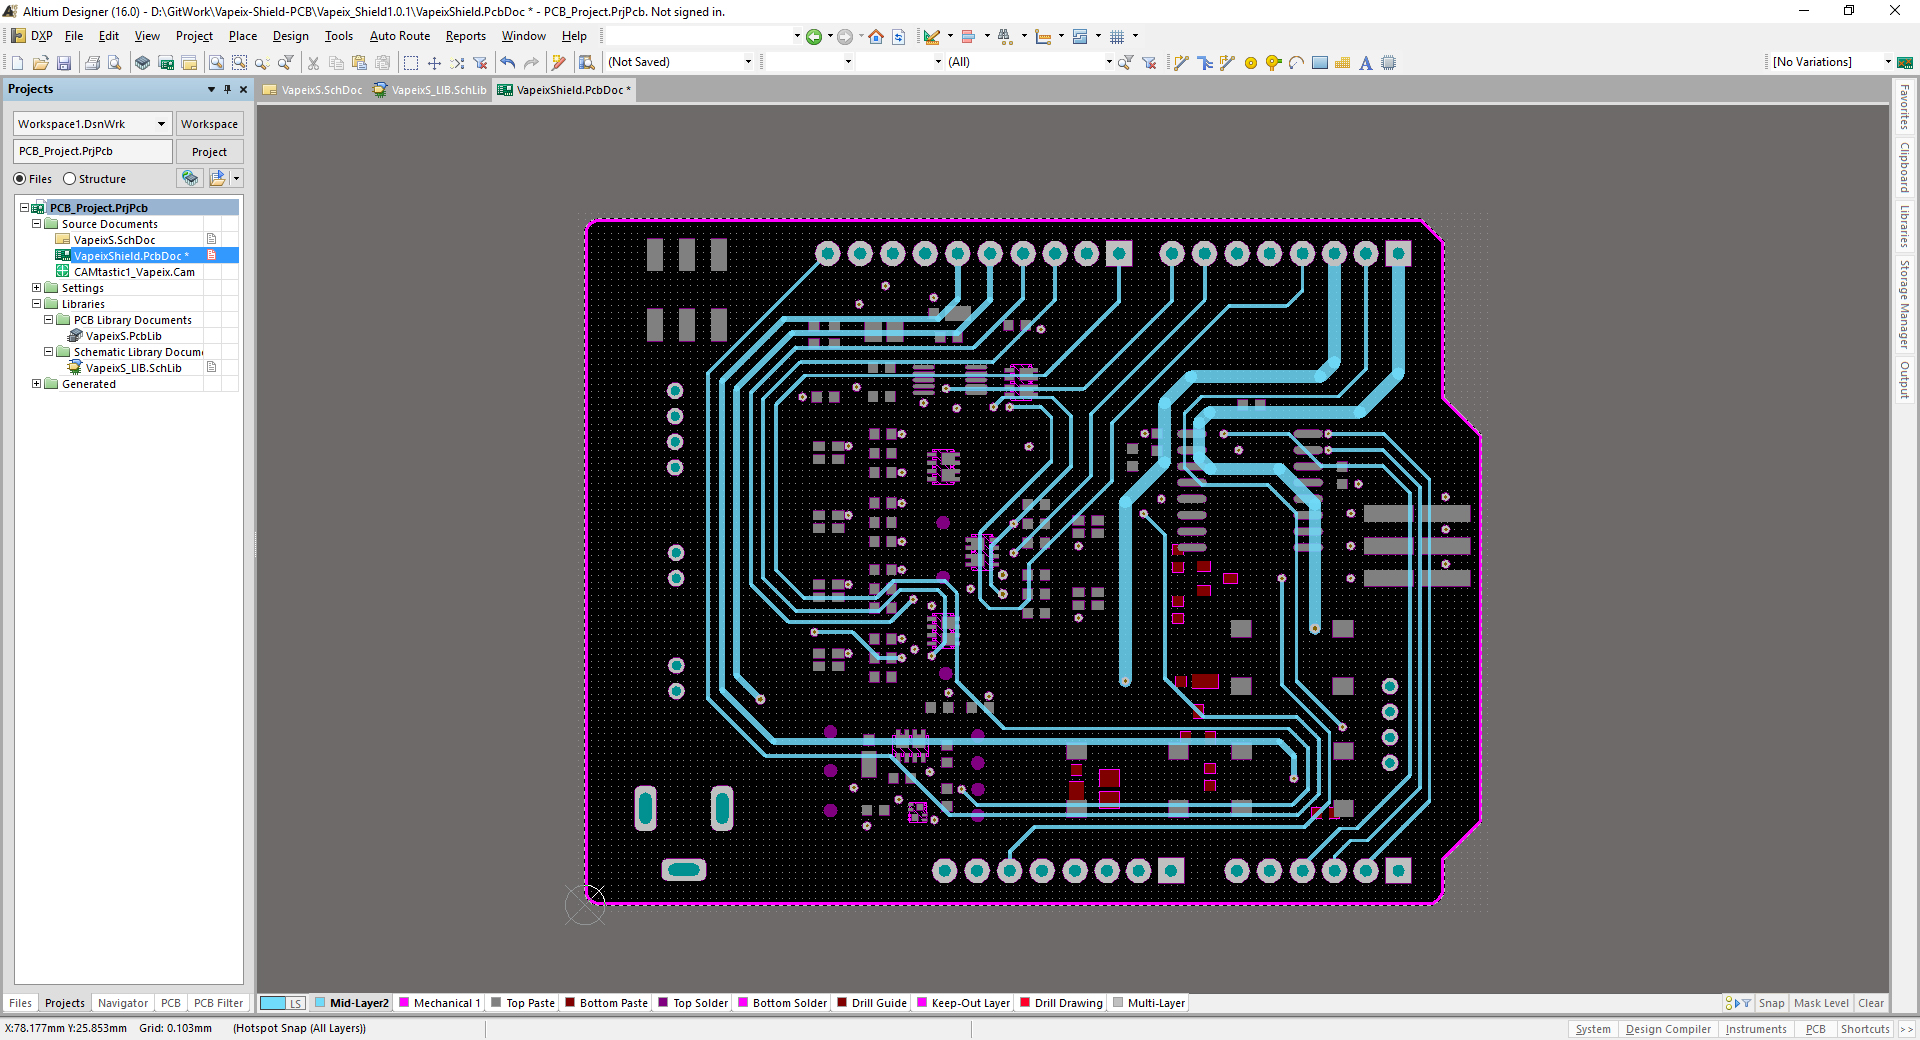 Altium Designer (16.0) - D:\GitWork\Vapeix-Shield-PCB\Vapeix_Shield1.0.1\VapeixShield.PcbDoc * - PCB_Project.PrjPcb. Not signed in.
DXP File Edit View Project Place Design Tools Auto Route Reports Window Help
(Not Saved) (All) [No Variations]
Projects
VapeixS.SchDoc VapeixS_LIB.SchLib VapeixShield.PcbDoc *
Workspace1.DsnWrk Workspace
PCB_Project.PrjPcb Project
Files Structure
PCB_Project.PrjPcb
Source Documents
VapeixS.SchDoc
VapeixShield.PcbDoc *
CAMtastic1_Vapeix.Cam
Settings
Libraries
PCB Library Documents
VapeixS.PcbLib
Schematic Library Docum
VapeixS_LIB.SchLib
Generated
Favorites
Clipboard
Libraries
Storage Manager
Output
Files Projects Navigator PCB PCB Filter
LS Mid-Layer2 Mechanical 1 Top Paste Bottom Paste Top Solder Bottom Solder Drill Guide Keep-Out Layer Drill Drawing Multi-Layer
Snap Mask Level Clear
X:78.177mm Y:25.853mm Grid: 0.103mm (Hotspot Snap (All Layers))
System Design Compiler Instruments PCB Shortcuts >>